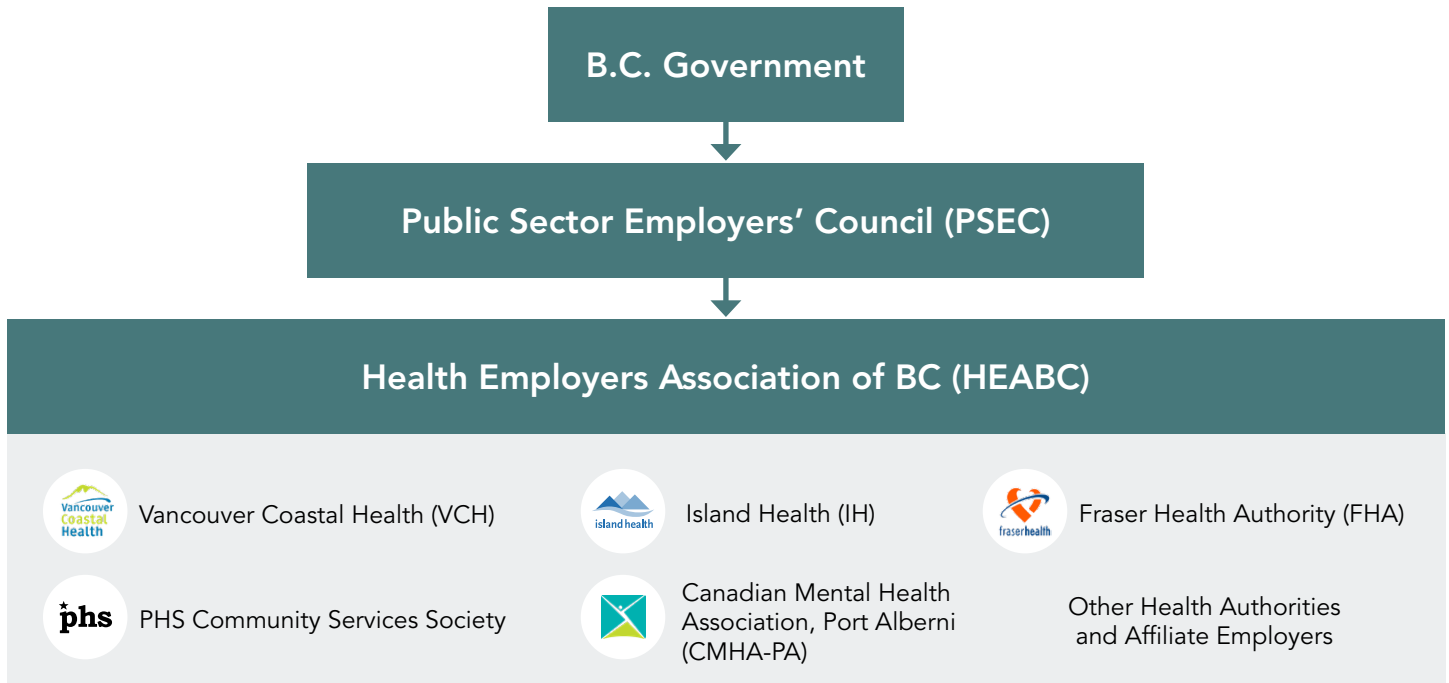 B.C. Government
Public Sector Employers’ Council (PSEC)
Health Employers Association of BC (HEABC)
Vancouver
Coastal
Health
Vancouver Coastal Health (VCH)
island health
Island Health (IH)
fraserhealth
Fraser Health Authority (FHA)
phs
PHS Community Services Society
Canadian Mental Health
Association, Port Alberni
(CMHA-PA)
Other Health Authorities
and Affiliate Employers